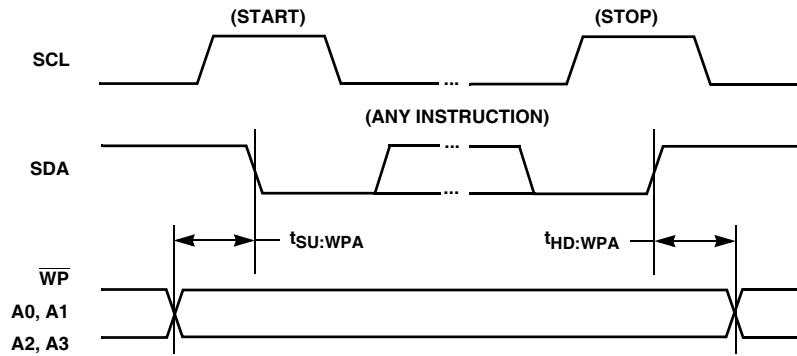 (START)
(STOP)
SCL
...
(ANY INSTRUCTION)
...
SDA
...
tSU:WPA
tHD:WPA
WP
A0, A1
A2, A3